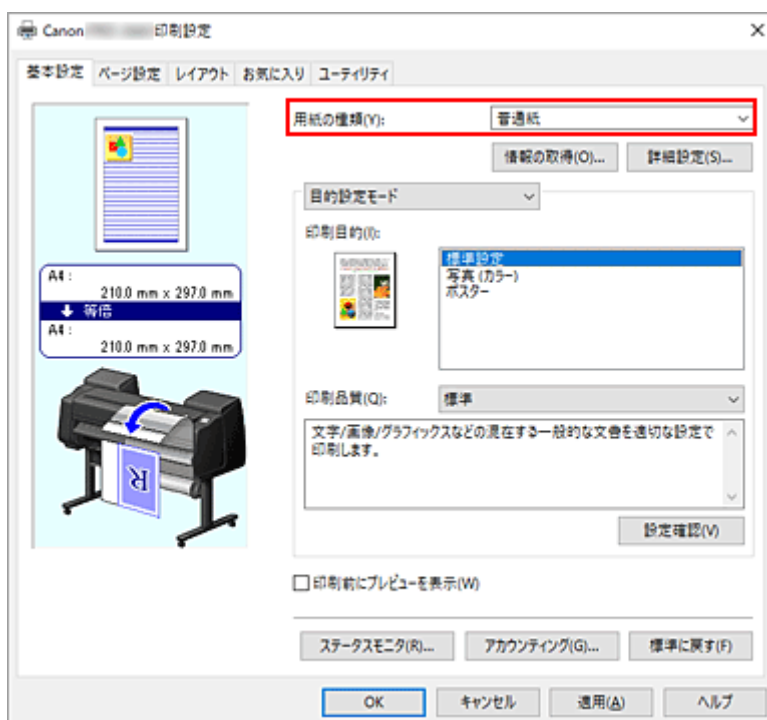 Canon 印刷設定
基本設定 ページ設定 レイアウト お気に入り ユーティリティ
用紙の種類(Y): 普通紙
情報の取得(O)... 詳細設定(S)...
目的設定モード
印刷目的(I):
標準設定
写真 (カラー)
ポスター
A4 :
210.0 mm x 297.0 mm
等倍
A4 :
210.0 mm x 297.0 mm
R
印刷品質(Q): 標準
文字/画像/グラフィックスなどの混在する一般的な文書を適切な設定で
印刷します。
設定確認(V)
印刷前にプレビューを表示(W)
ステータスモニタ(R)... アカウンティング(G)... 標準に戻す(F)
OK キャンセル 適用(A) ヘルプ